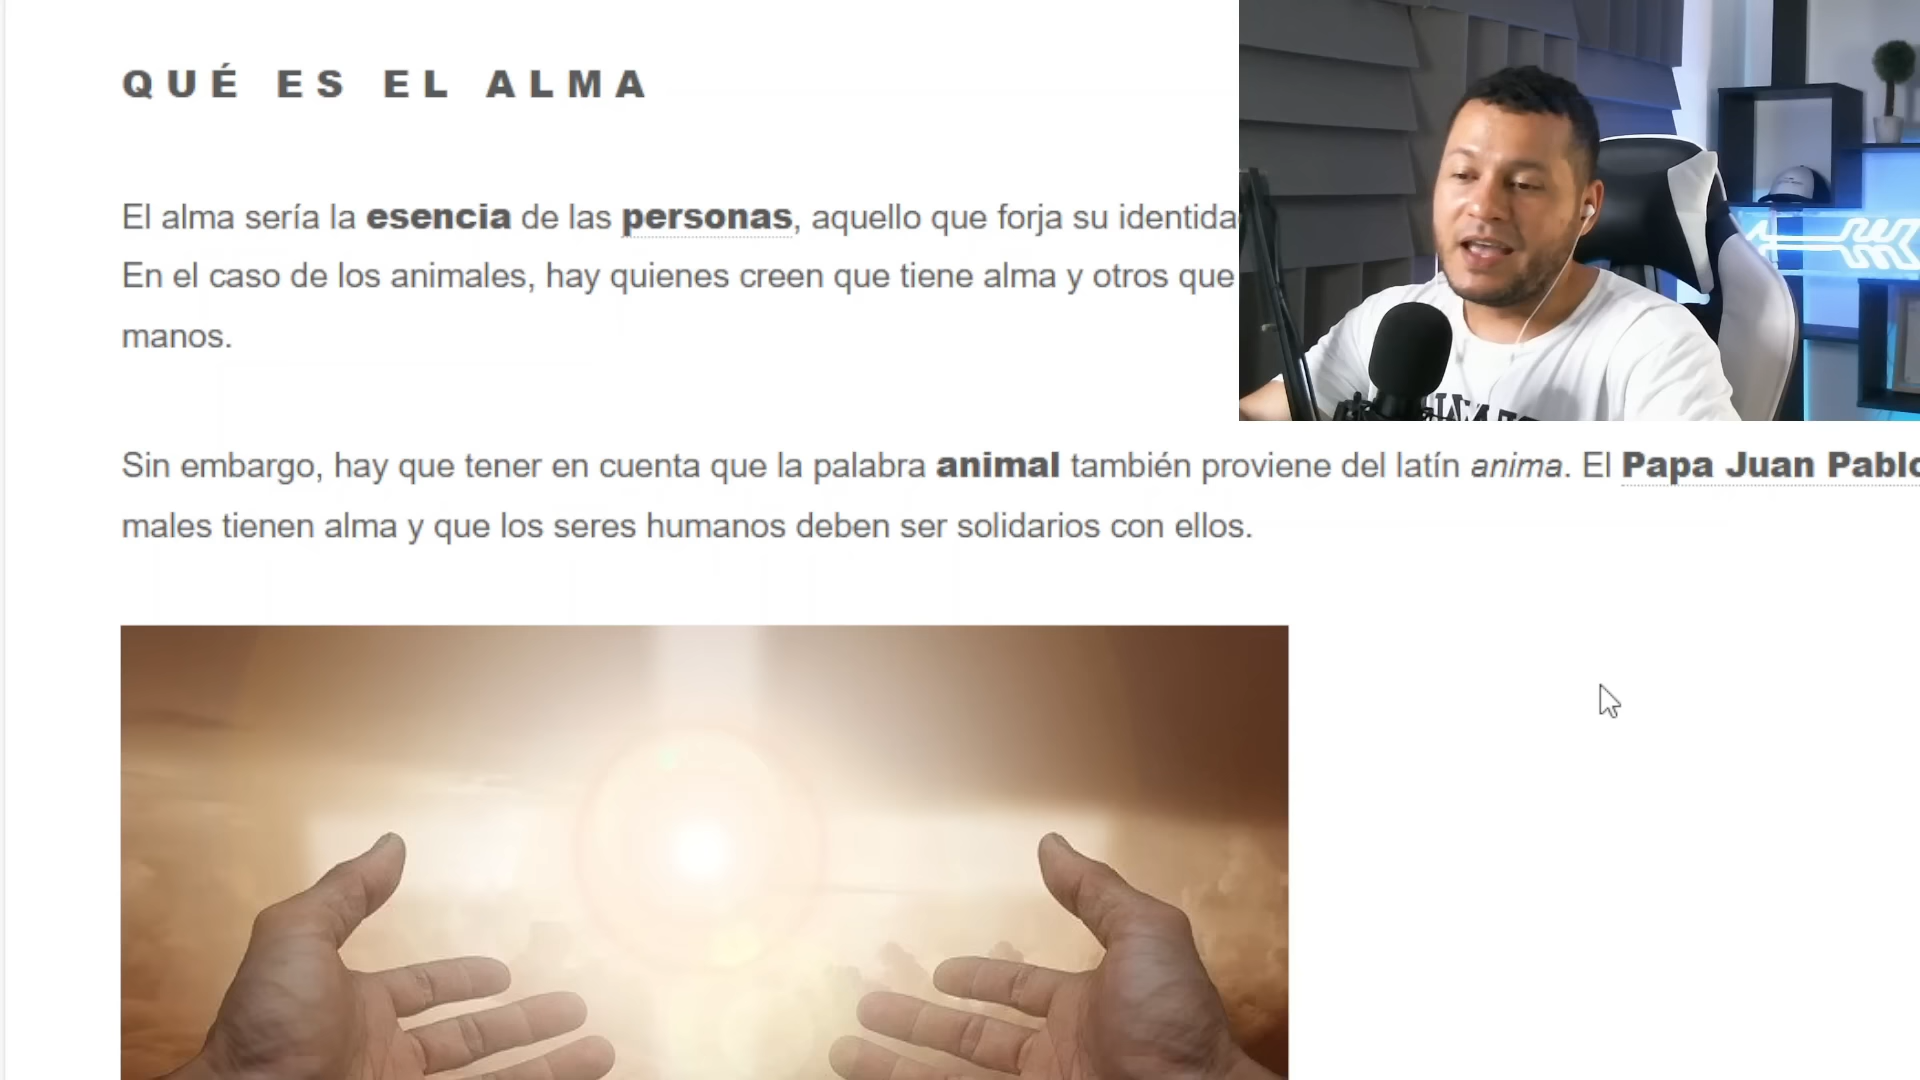 QUÉ ES EL ALMA
El alma sería la esencia de las personas, aquello que forja su identida
En el caso de los animales, hay quienes creen que tiene alma y otros que
manos.
Sin embargo, hay que tener en cuenta que la palabra animal también proviene del latín anima. El Papa Juan Pablo
males tienen alma y que los seres humanos deben ser solidarios con ellos.